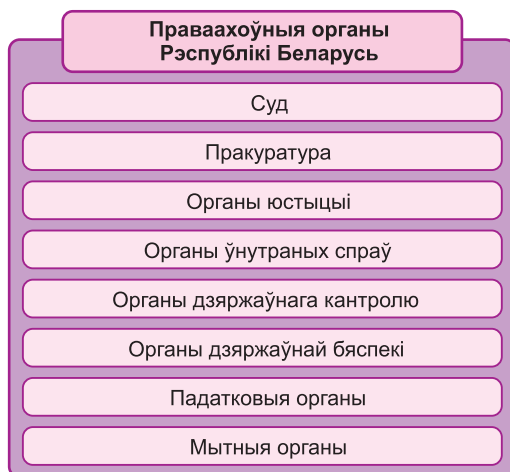 Праваахоўныя органы
Рэспублікі Беларусь
Суд
Пракуратура
Органы юстыцыі
Органы ўнутраных спраў
Органы дзяржаўнага кантролю
Органы дзяржаўнай бяспекі
Падатковыя органы
Мытныя органы